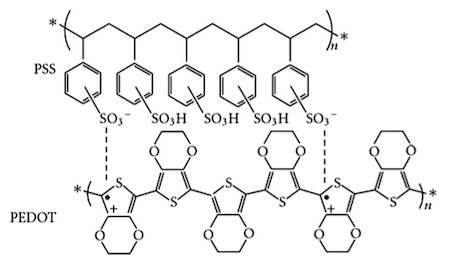 * * n
PSS
SO₃⁻ SO₃H SO₃H SO₃H SO₃⁻
O O O O O O
* S S S *
• • n
+ S S + S
PEDOT
O O O O O O